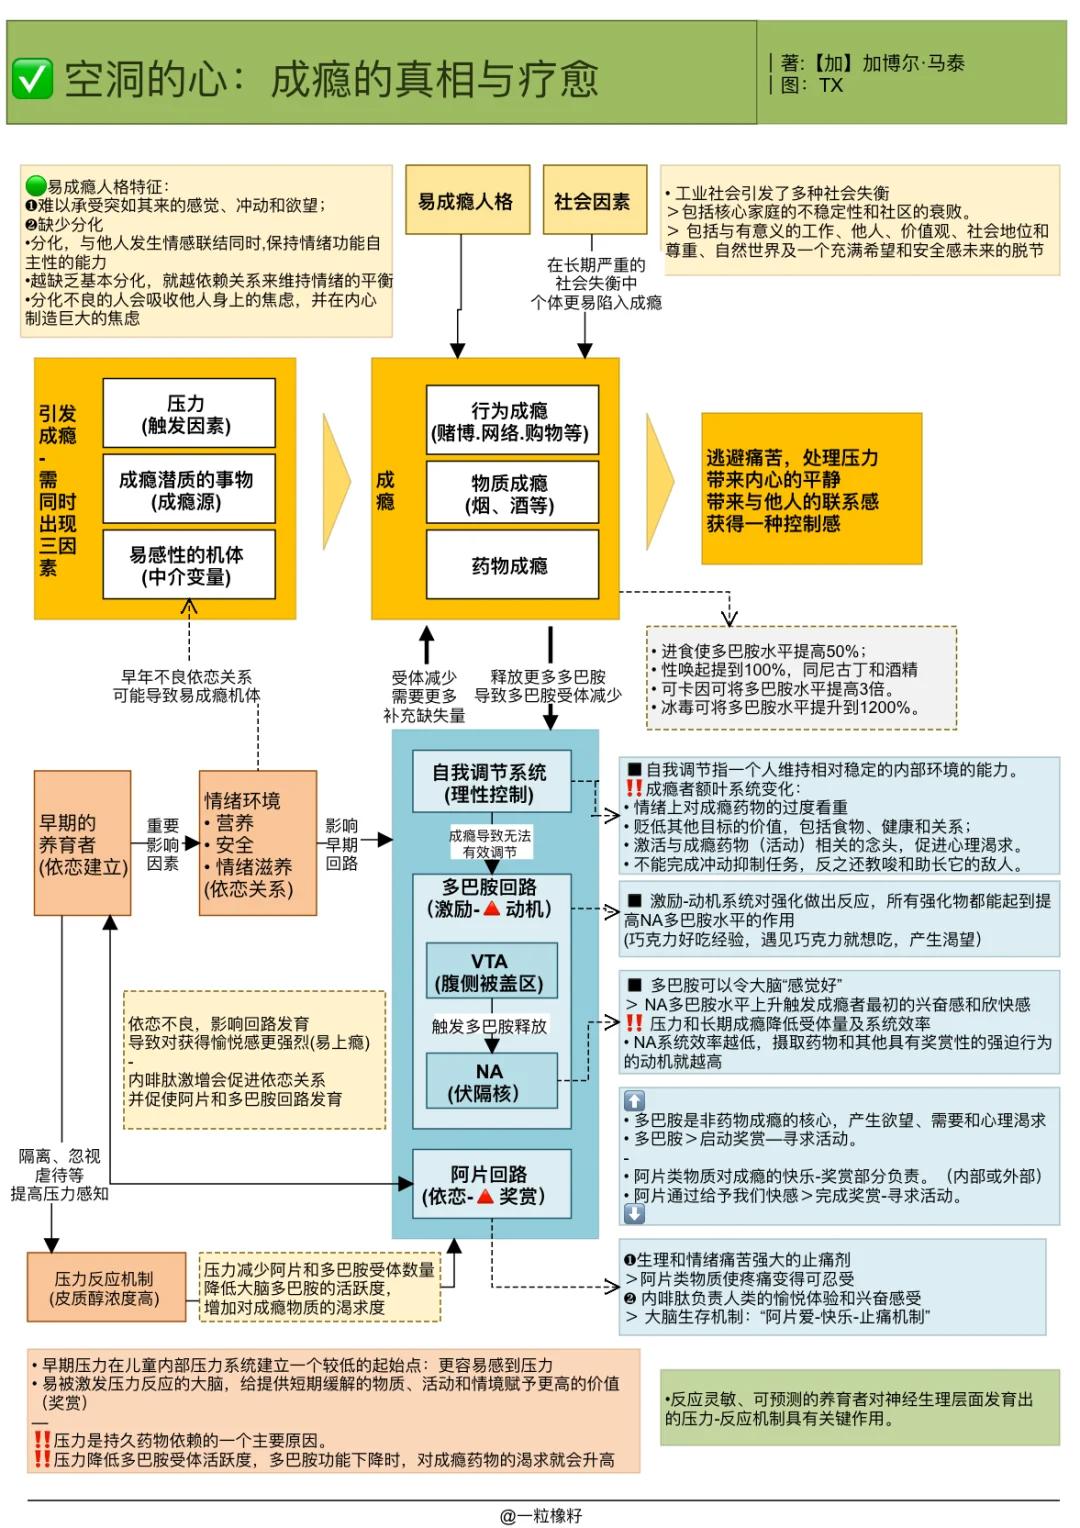 ✅ 空洞的心：成瘾的真相与疗愈
| 著:【加】加博尔·马泰
| 图：TX
🟢易成瘾人格特征：
❶难以承受突如其来的感觉、冲动和欲望；
❷缺少分化
•分化，与他人发生情感联结同时,保持情绪功能自
主性的能力
•越缺乏基本分化，就越依赖关系来维持情绪的平衡
•分化不良的人会吸收他人身上的焦虑，并在内心
制造巨大的焦虑
易成瘾人格
社会因素
在长期严重的
社会失衡中
个体更易陷入成瘾
• 工业社会引发了多种社会失衡
＞包括核心家庭的不稳定性和社区的衰败。
＞ 包括与有意义的工作、他人、价值观、社会地位和
尊重、自然世界及一个充满希望和安全感未来的脱节
引发
成瘾
-
需
同时
出现
三因
素
压力
(触发因素)
成瘾潜质的事物
(成瘾源)
易感性的机体
(中介变量)
成
瘾
行为成瘾
(赌博.网络.购物等)
物质成瘾
(烟、酒等)
药物成瘾
逃避痛苦，处理压力
带来内心的平静
带来与他人的联系感
获得一种控制感
• 进食使多巴胺水平提高50%；
• 性唤起提到100%，同尼古丁和酒精
• 可卡因可将多巴胺水平提高3倍。
• 冰毒可将多巴胺水平提升到1200%。
早年不良依恋关系
可能导致易成瘾机体
受体减少
需要更多
补充缺失量
释放更多多巴胺
导致多巴胺受体减少
早期的
养育者
(依恋建立)
重要
影响
因素
情绪环境
• 营养
• 安全
• 情绪滋养
(依恋关系)
影响
早期
回路
自我调节系统
(理性控制)
成瘾导致无法
有效调节
多巴胺回路
（激励-🔺动机）
VTA
(腹侧被盖区)
触发多巴胺释放
NA
(伏隔核）
阿片回路
(依恋-🔺奖赏）
■ 自我调节指一个人维持相对稳定的内部环境的能力。
‼️成瘾者额叶系统变化：
• 情绪上对成瘾药物的过度看重
• 贬低其他目标的价值，包括食物、健康和关系；
• 激活与成瘾药物（活动）相关的念头，促进心理渴求。
• 不能完成冲动抑制任务，反之还教唆和助长它的敌人。
■ 激励-动机系统对强化做出反应，所有强化物都能起到提
高NA多巴胺水平的作用
(巧克力好吃经验，遇见巧克力就想吃，产生渴望）
■ 多巴胺可以令大脑“感觉好”
＞ NA多巴胺水平上升触发成瘾者最初的兴奋感和欣快感
‼️ 压力和长期成瘾降低受体量及系统效率
• NA系统效率越低，摄取药物和其他具有奖赏性的强迫行为
的动机就越高
⬆️
• 多巴胺是非药物成瘾的核心，产生欲望、需要和心理渴求
• 多巴胺＞启动奖赏—寻求活动。
-
• 阿片类物质对成瘾的快乐-奖赏部分负责。（内部或外部）
• 阿片通过给予我们快感＞完成奖赏-寻求活动。
⬇️
❶生理和情绪痛苦强大的止痛剂
＞阿片类物质使疼痛变得可忍受
❷ 内啡肽负责人类的愉悦体验和兴奋感受
＞ 大脑生存机制：“阿片爱-快乐-止痛机制”
依恋不良，影响回路发育
导致对获得愉悦感更强烈(易上瘾)
-
内啡肽激增会促进依恋关系
并促使阿片和多巴胺回路发育
隔离、忽视
虐待等
提高压力感知
压力反应机制
(皮质醇浓度高)
压力减少阿片和多巴胺受体数量
降低大脑多巴胺的活跃度，
增加对成瘾物质的渴求度
• 早期压力在儿童内部压力系统建立一个较低的起始点：更容易感到压力
• 易被激发压力反应的大脑，给提供短期缓解的物质、活动和情境赋予更高的价值
（奖赏）
—
‼️压力是持久药物依赖的一个主要原因。
‼️压力降低多巴胺受体活跃度，多巴胺功能下降时，对成瘾药物的渴求就会升高
•反应灵敏、可预测的养育者对神经生理层面发育出
的压力-反应机制具有关键作用。
@一粒橡籽